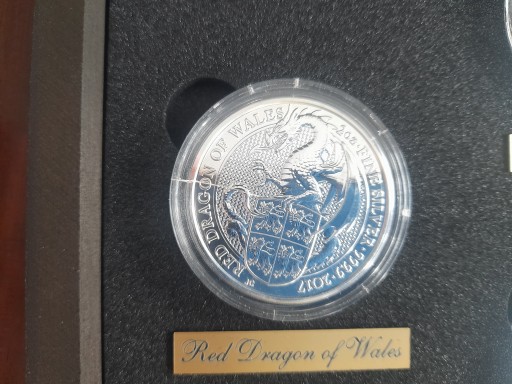 RED DRAGON OF WALES 2oz · FINE SILVER · 999.9 · 2017
Red Dragon of Wales